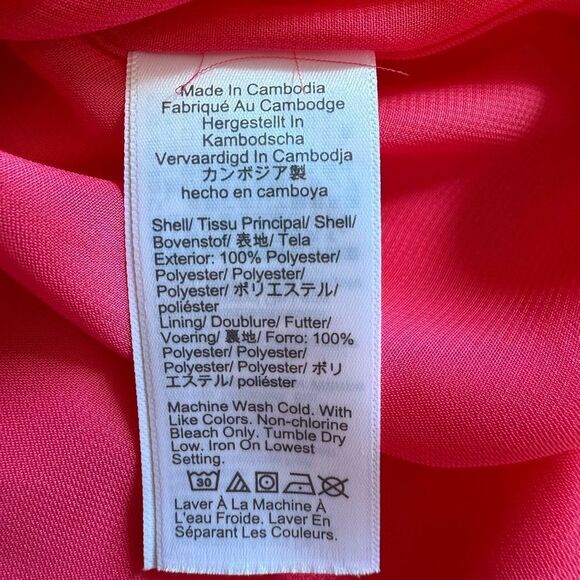 Made In Cambodia
Fabriqué Au Cambodge
Hergestellt In
Kambodscha
Vervaardigd In Cambodja
カンボジア製
hecho en camboya
Shell/ Tissu Principal/ Shell/
Bovenstof/ 表地/ Tela
Exterior: 100% Polyester/
Polyester/ Polyester/
Polyester/ ポリエステル/
poliéster
Lining/ Doublure/ Futter/
Voering/ 裏地/ Forro: 100%
Polyester/ Polyester/
Polyester/ Polyester/ ポリ
エステル/ poliéster
Machine Wash Cold. With
Like Colors. Non-chlorine
Bleach Only. Tumble Dry
Low. Iron On Lowest
Setting.
30
Laver À La Machine À
L'eau Froide. Laver En
Séparant Les Couleurs.